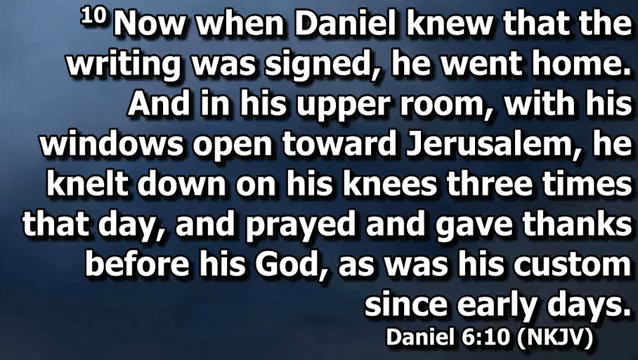 10 Now when Daniel knew that the
writing was signed, he went home.
And in his upper room, with his
windows open toward Jerusalem, he
knelt down on his knees three times
that day, and prayed and gave thanks
before his God, as was his custom
since early days.
Daniel 6:10 (NKJV)